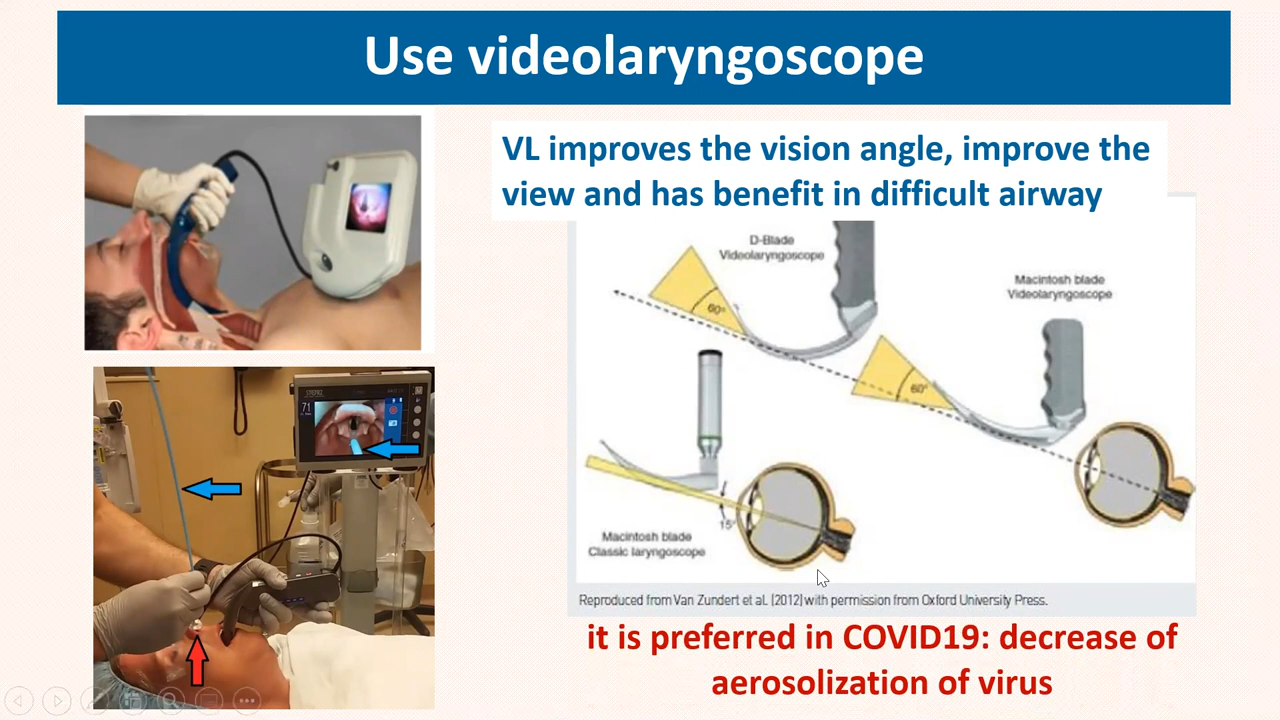 Use videolaryngoscope
VL improves the vision angle, improve the
view and has benefit in difficult airway
D-Blade
Videolaryngoscope
60°
Macintosh blade
Videolaryngoscope
60°
71
15°
Macintosh blade
Classic laryngoscope
Reproduced from Van Zundert et al. (2012) with permission from Oxford University Press.
it is preferred in COVID19: decrease of
aerosolization of virus